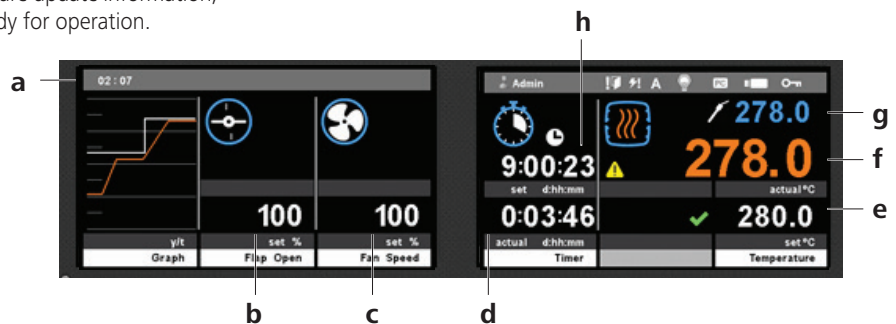 are update information,
dy for operation.
h
a
02 : 07
Admin
A
PC
278.0
g
278.0
f
9:00:23
set d:hh:mm
actual °C
100
100
0:03:46
280.0
e
y/t
set %
set %
actual d:hh:mm
set °C
Graph
Flap Open
Fan Speed
Timer
Temperature
b
c
d